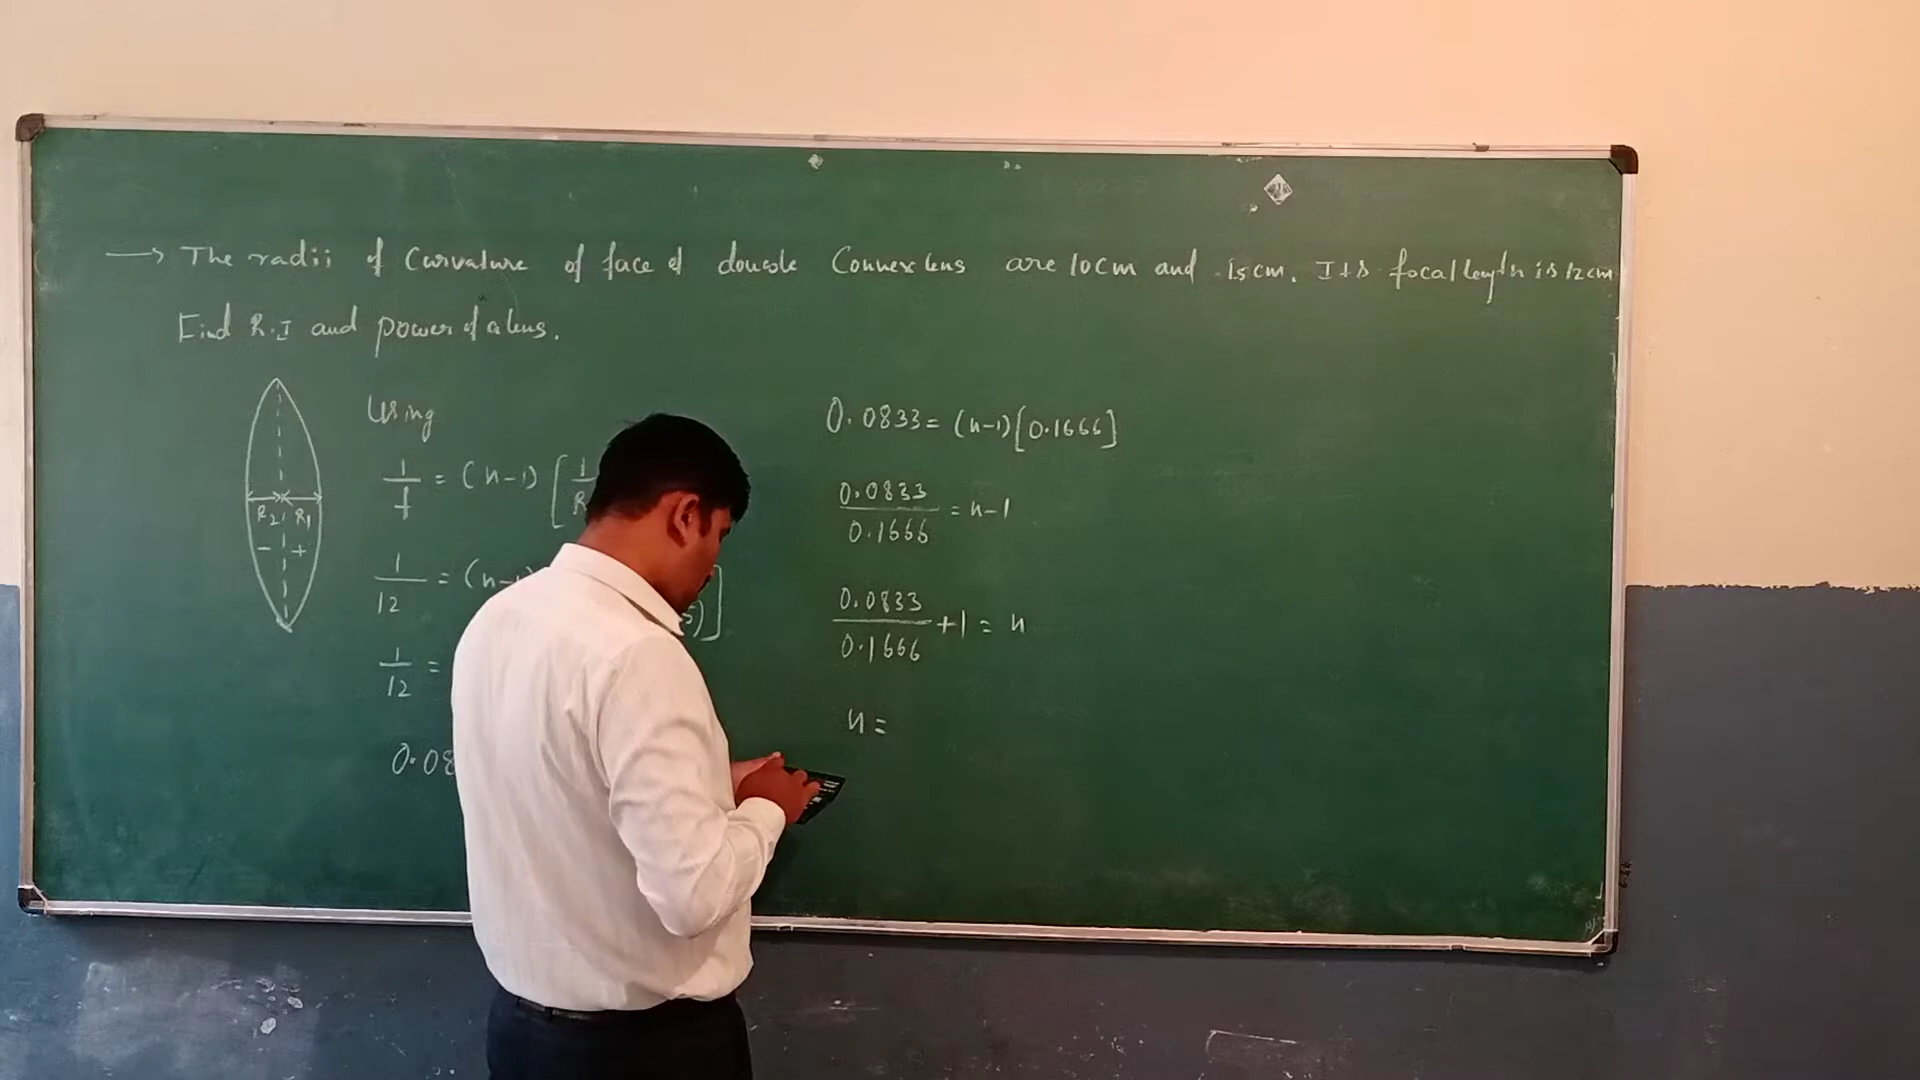 → The radii of Curvature of face of double Connvex lens are 10cm and 15cm. Its focal length is 12cm
Find R.I and power of a lens.
Using
1/f = (n-1) [1/R
1/12 = (n-1 5)]
1/12 =
0.08
R2 R1
- +
0.0833 = (n-1)[0.1666]
0.0833/0.1666 = n-1
0.0833/0.1666 +1 = n
n =